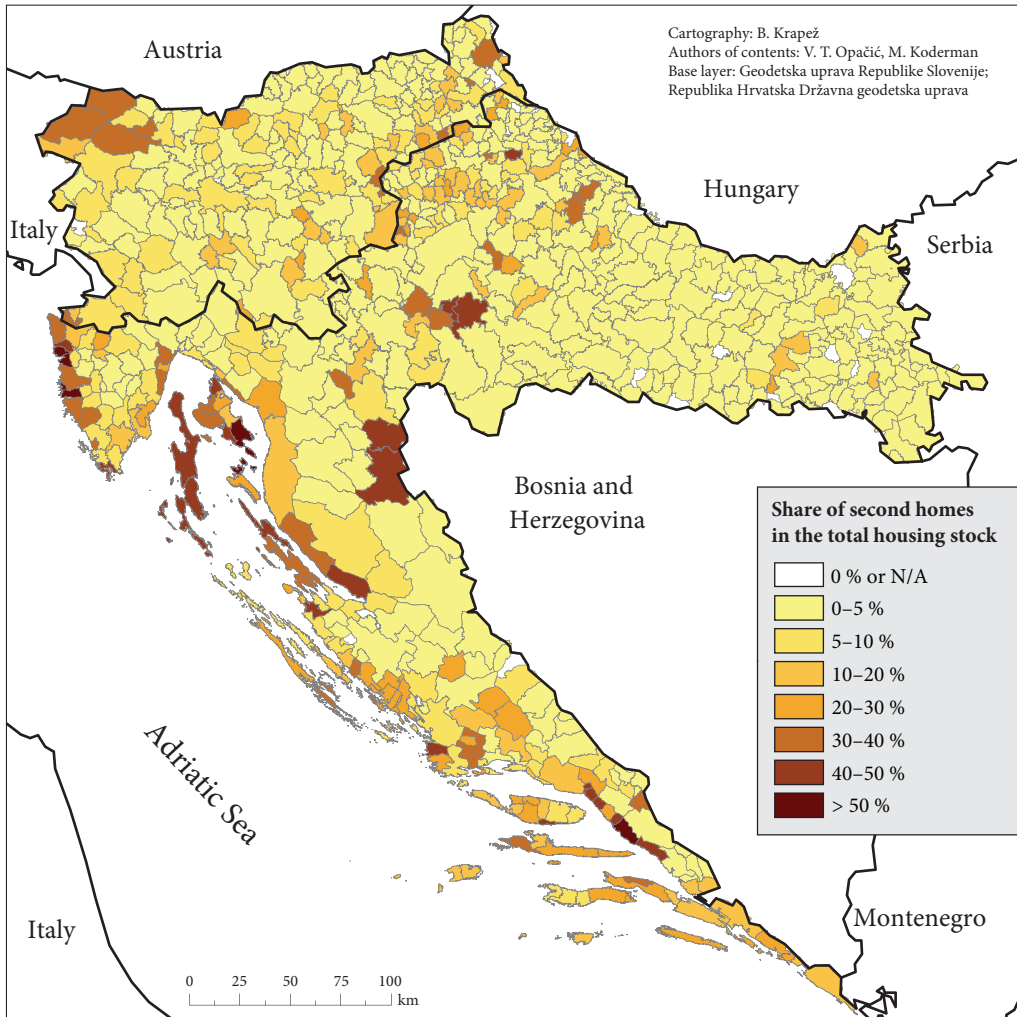 Austria
Cartography: B. Krapež
Authors of contents: V. T. Opačić, M. Koderman
Base layer: Geodetska uprava Republike Slovenije;
Republika Hrvatska Državna geodetska uprava
Hungary
Italy
Serbia
Bosnia and
Herzegovina
Share of second homes
in the total housing stock
0 % or N/A
0–5 %
5–10 %
10–20 %
20–30 %
30–40 %
40–50 %
> 50 %
Adriatic Sea
Italy
Montenegro
0 25 50 75 100
km